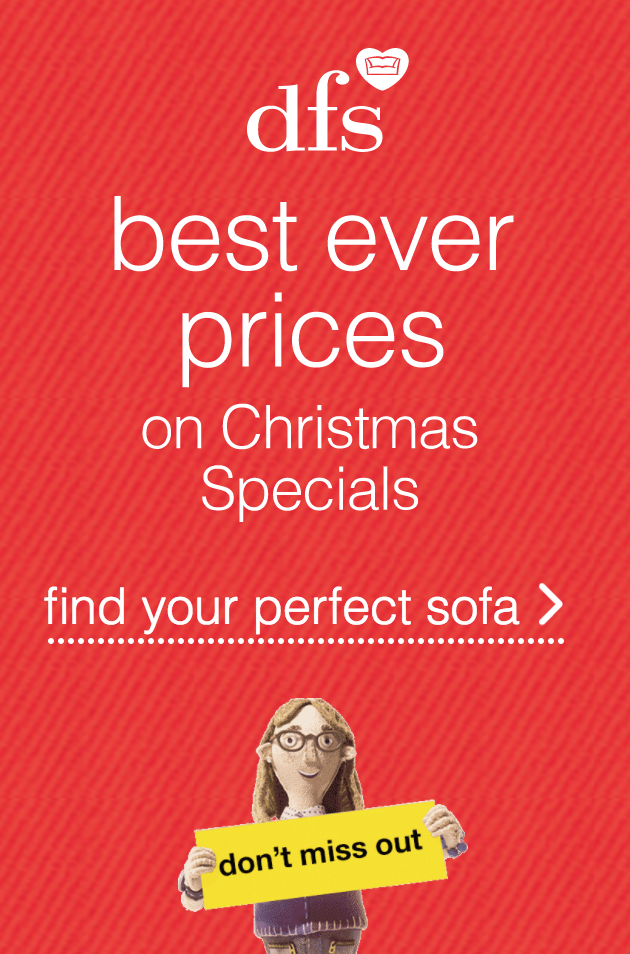 dfs
best ever
prices
on Christmas
Specials
find your perfect sofa >
don't miss out